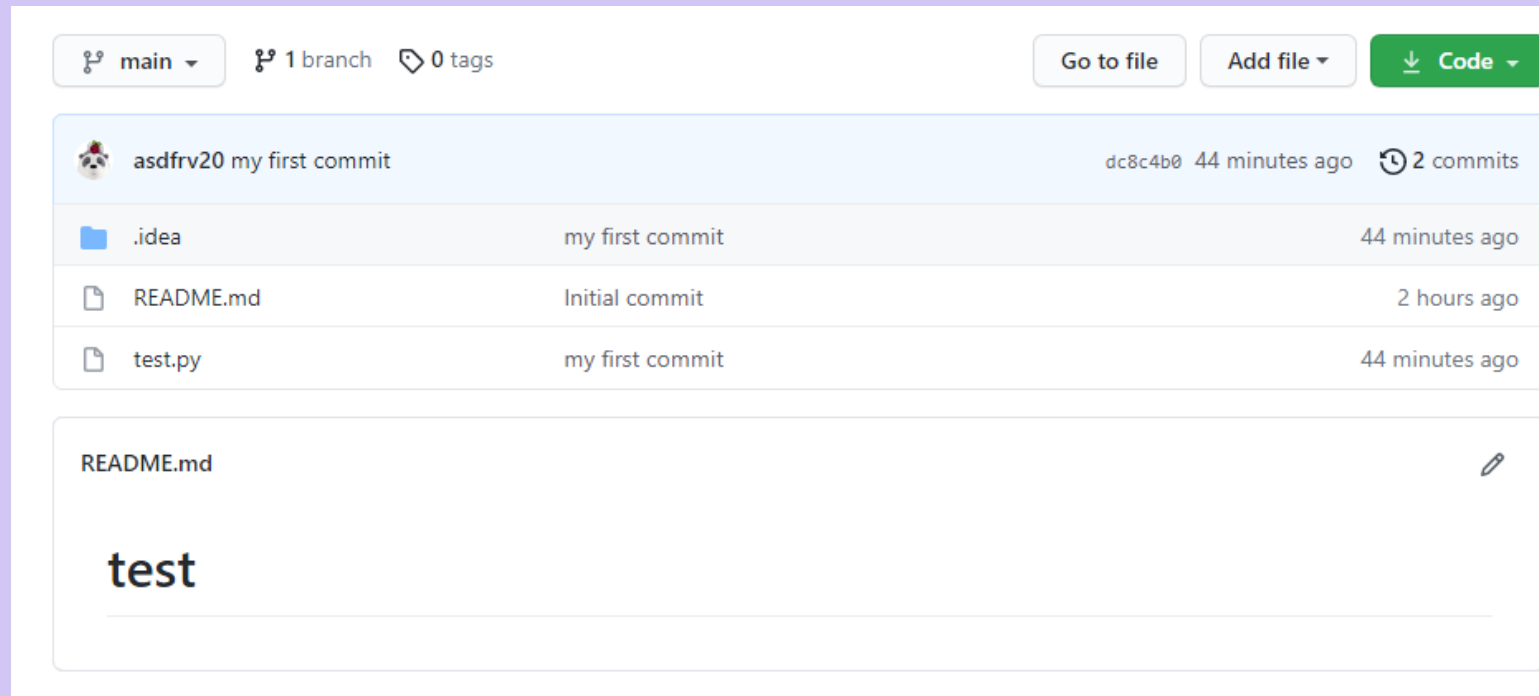 main 1 branch 0 tags Go to file Add file Code
asdfrv20 my first commit dc8c4b0 44 minutes ago 2 commits
.idea my first commit 44 minutes ago
README.md Initial commit 2 hours ago
test.py my first commit 44 minutes ago
README.md
test